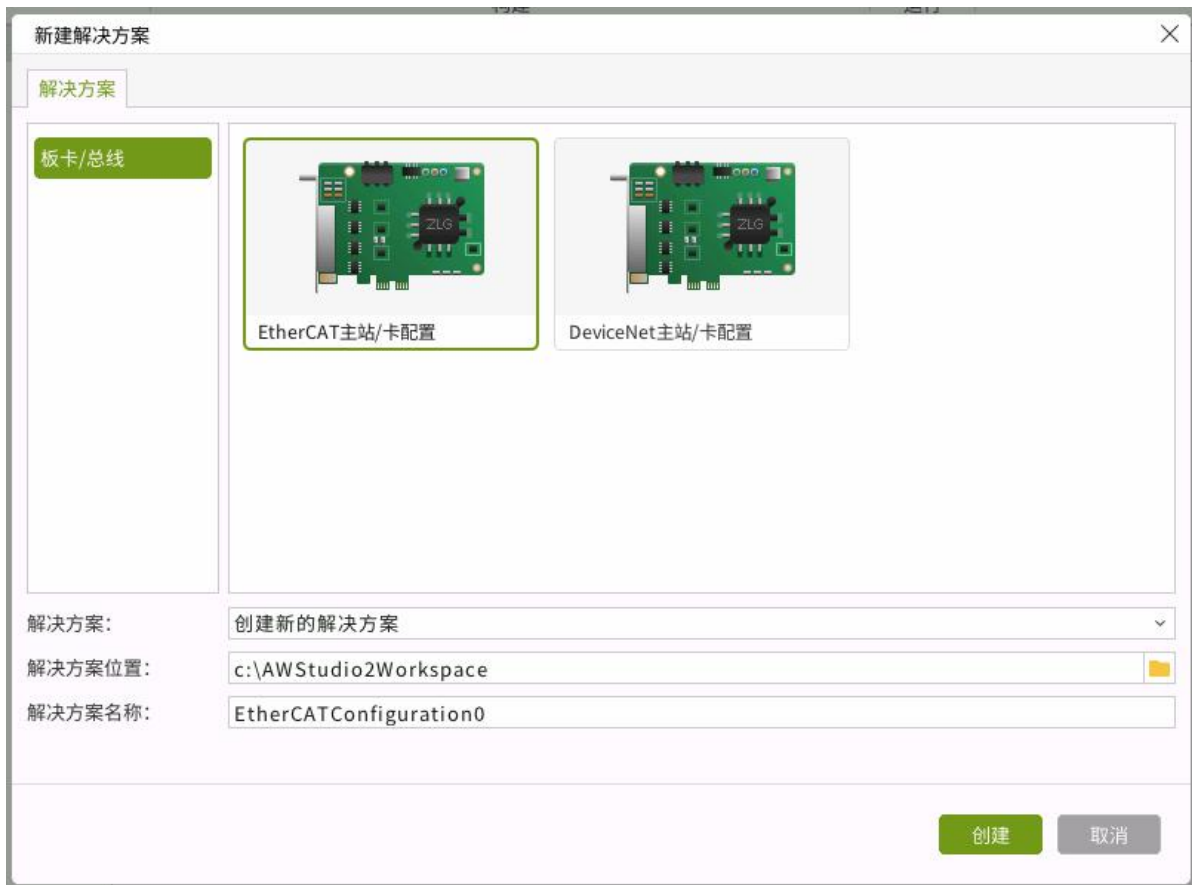 新建解决方案
解决方案
板卡/总线
ZLG
ZLG
EtherCAT主站/卡配置
DeviceNet主站/卡配置
解决方案：
创建新的解决方案
解决方案位置：
c:\AWStudio2Workspace
解决方案名称：
EtherCATConfiguration0
创建
取消